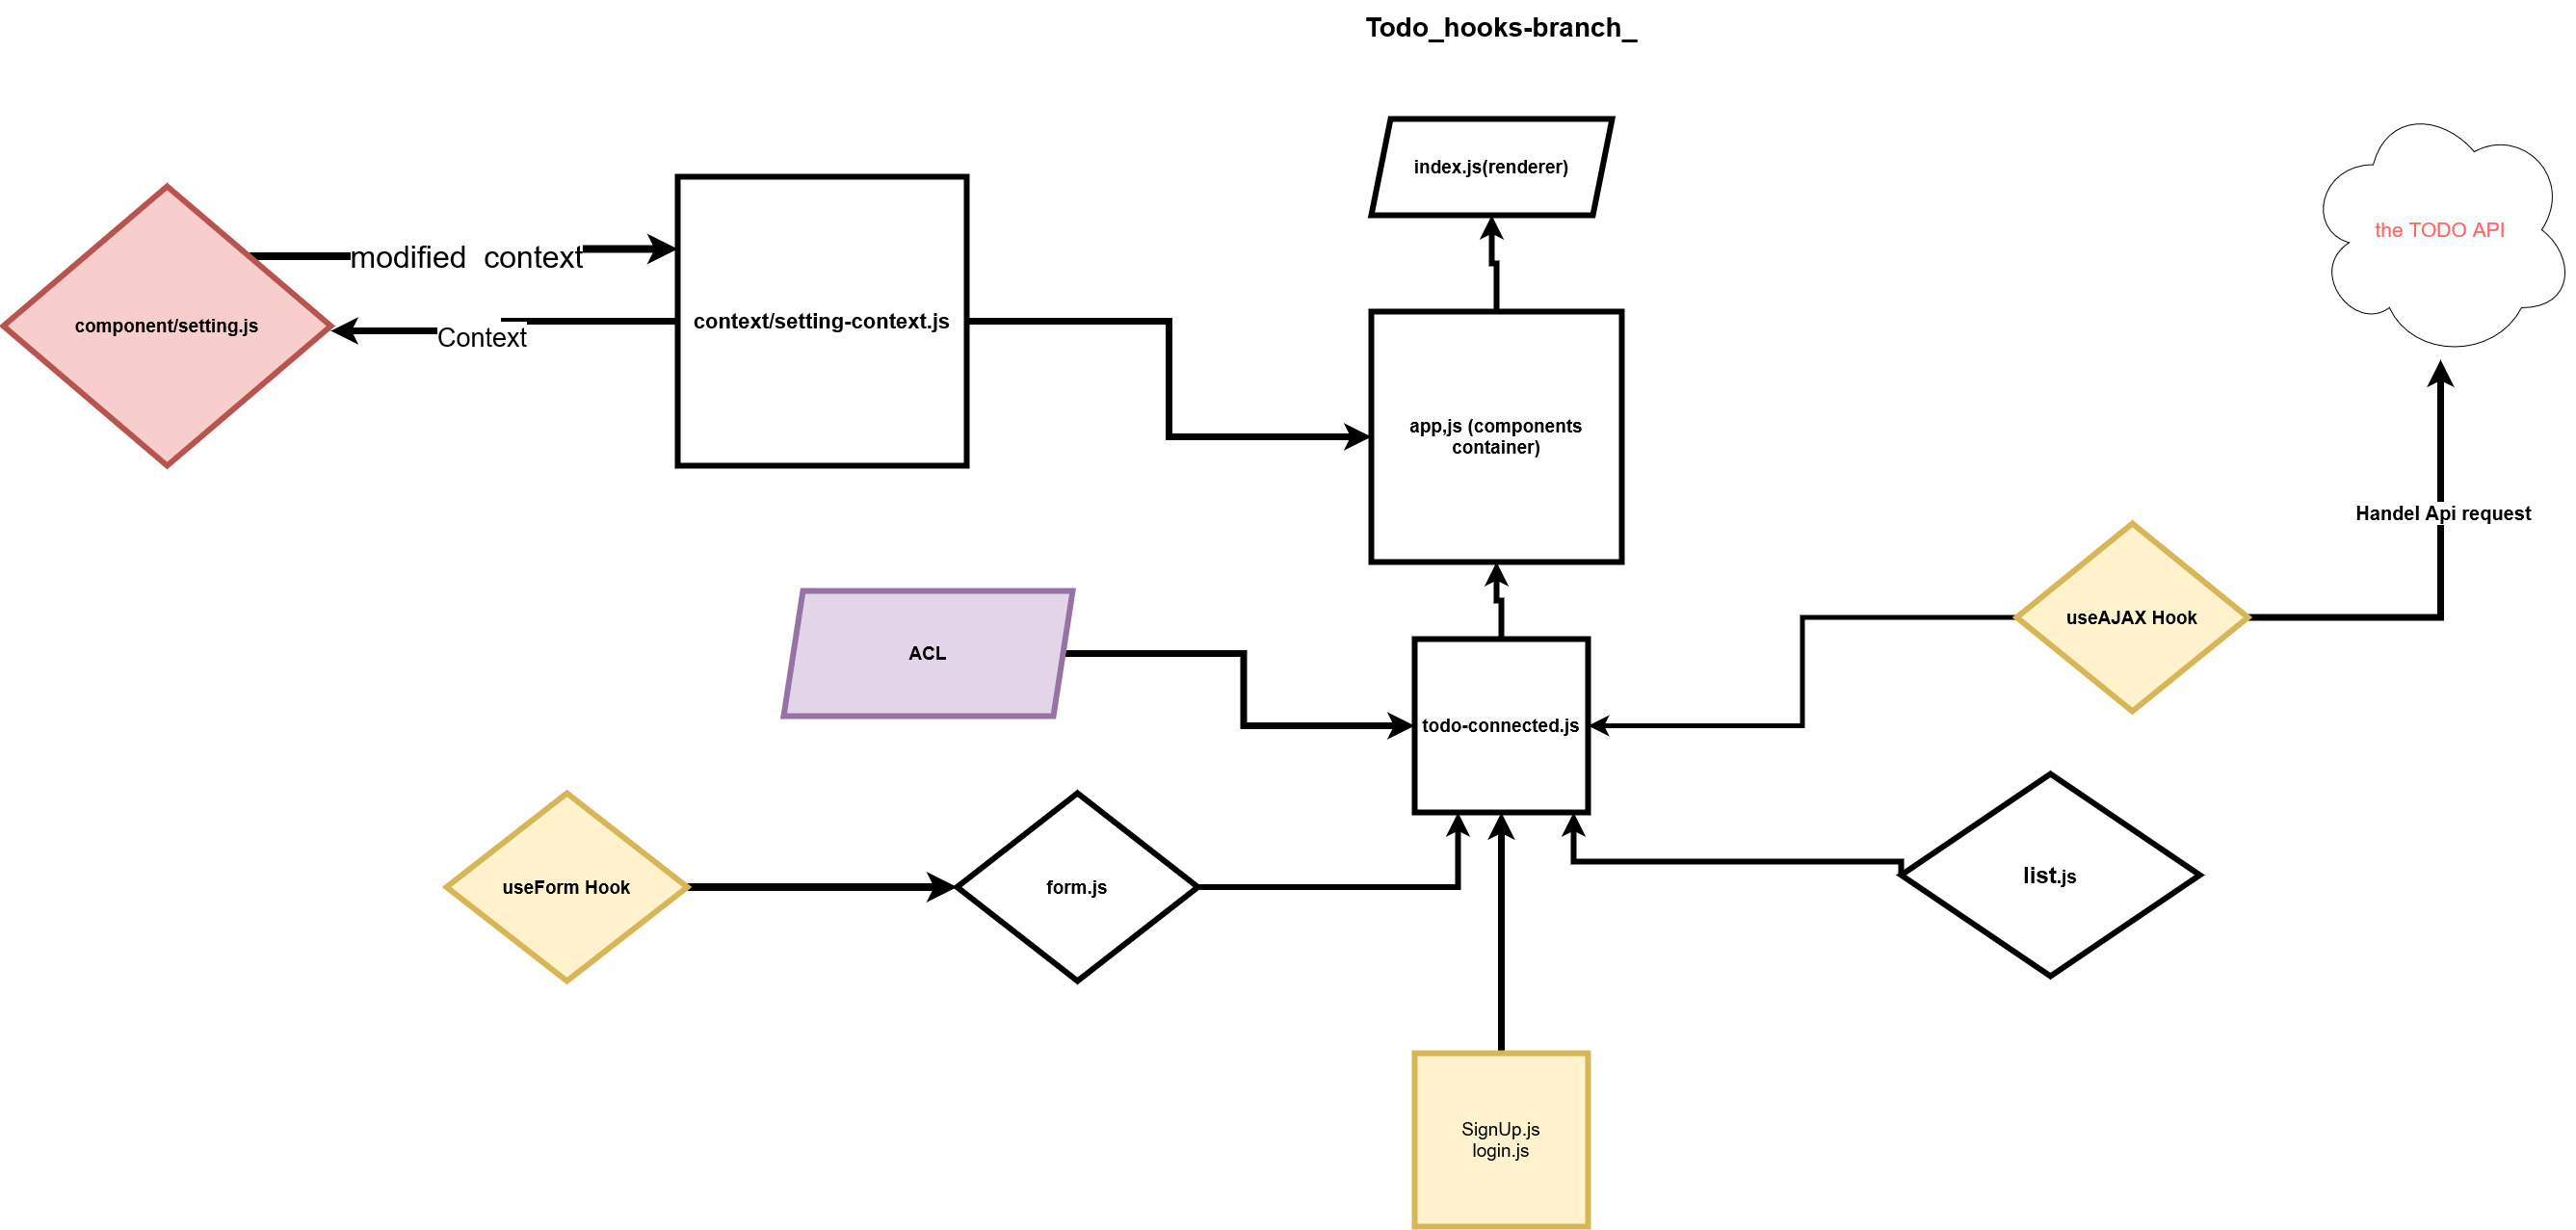 Todo_hooks-branch_
index.js(renderer)
the TODO API
modified context
component/setting.js
context/setting-context.js
Context
app,js (components
container)
Handel Api request
useAJAX Hook
ACL
todo-connected.js
useForm Hook
form.js
list.js
SignUp.js
login.js